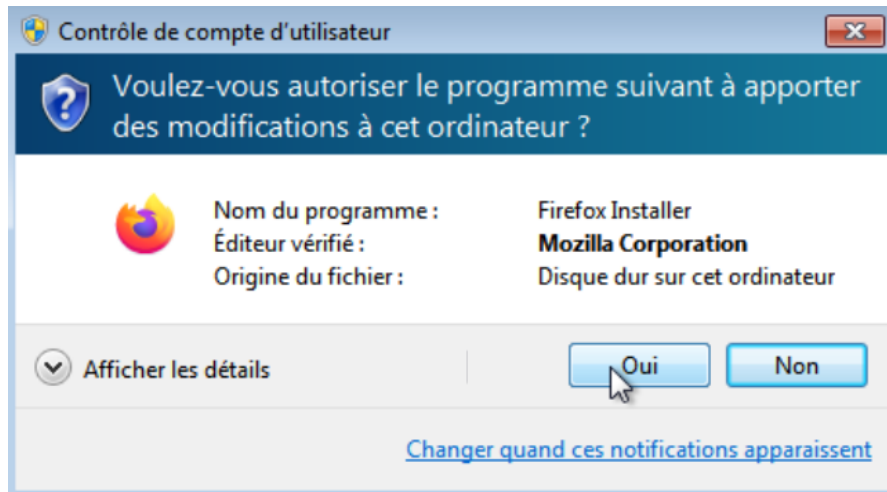 Contrôle de compte d'utilisateur
Voulez-vous autoriser le programme suivant à apporter
des modifications à cet ordinateur ?
Nom du programme : Firefox Installer
Éditeur vérifié : Mozilla Corporation
Origine du fichier : Disque dur sur cet ordinateur
Afficher les détails Oui Non
Changer quand ces notifications apparaissent